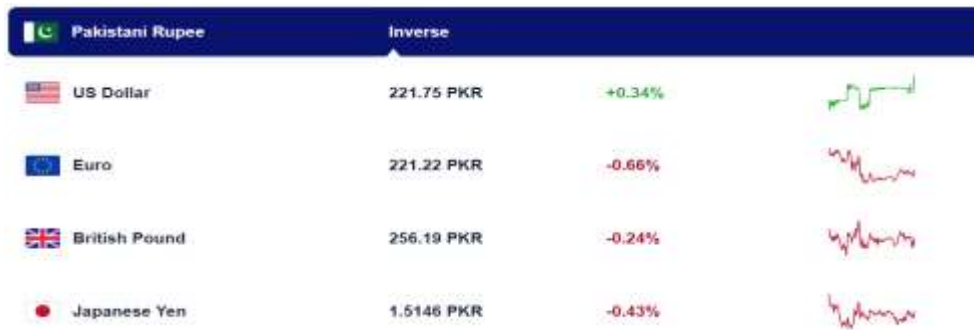 Pakistani Rupee Inverse
US Dollar 221.75 PKR +0.34%
Euro 221.22 PKR -0.66%
British Pound 256.19 PKR -0.24%
Japanese Yen 1.5146 PKR -0.43%